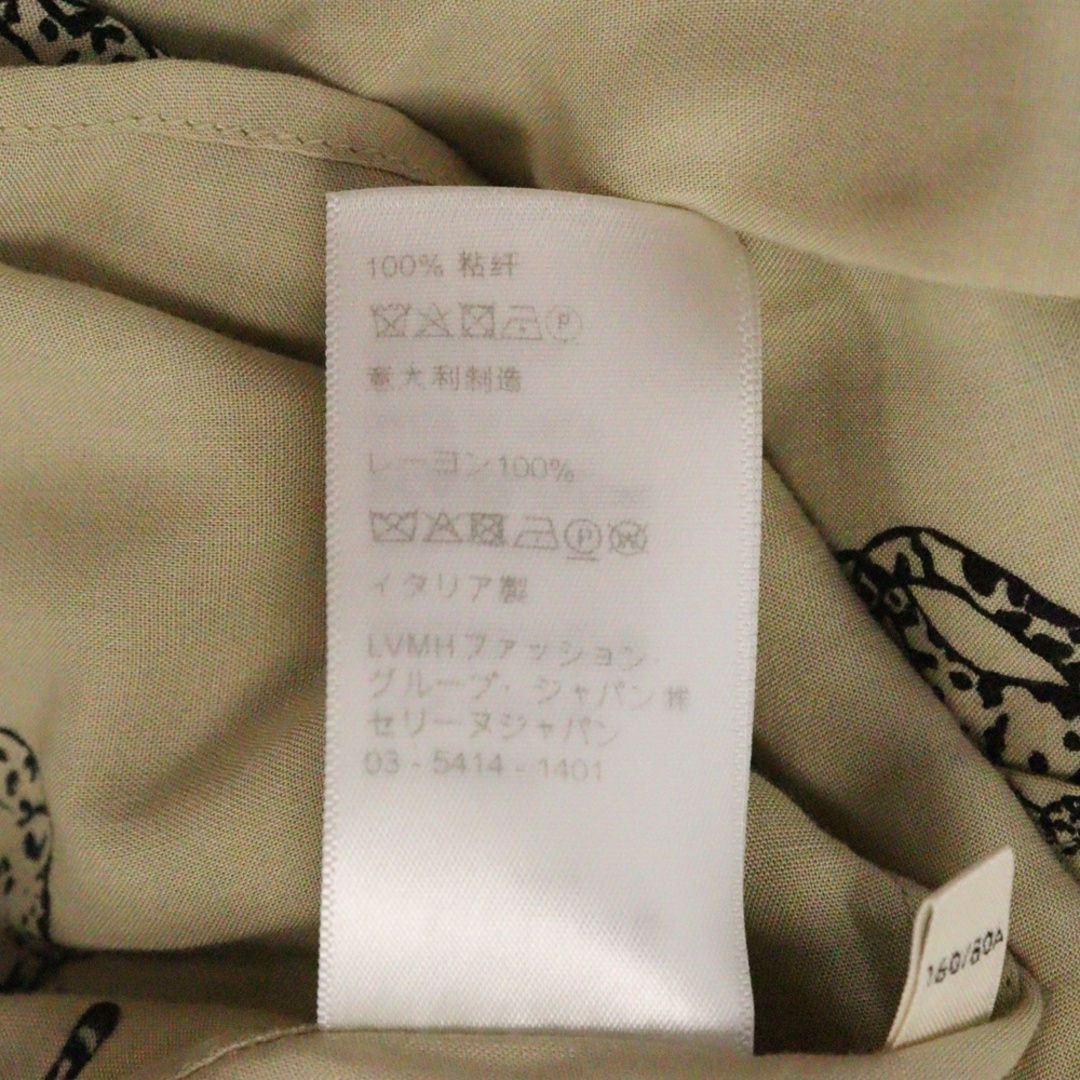 100% 粘纤
P
意大利制造
レーヨン100%
P W
イタリア製
LVMHファッション
グループ・ジャパン 株
セリーヌジャパン
03 - 5414 - 1401
160/80A